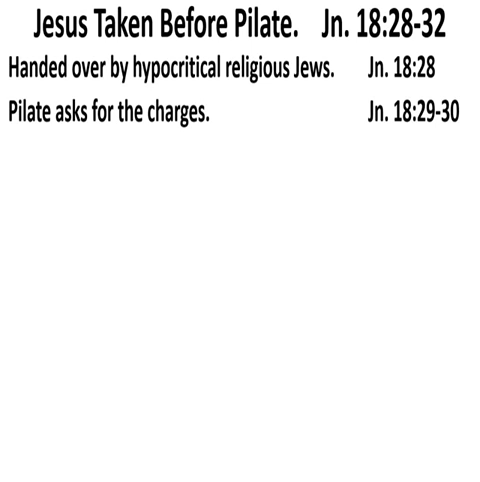 Jesus Taken Before Pilate. Jn. 18:28-32
Handed over by hypocritical religious Jews. Jn. 18:28
Pilate asks for the charges. Jn. 18:29-30